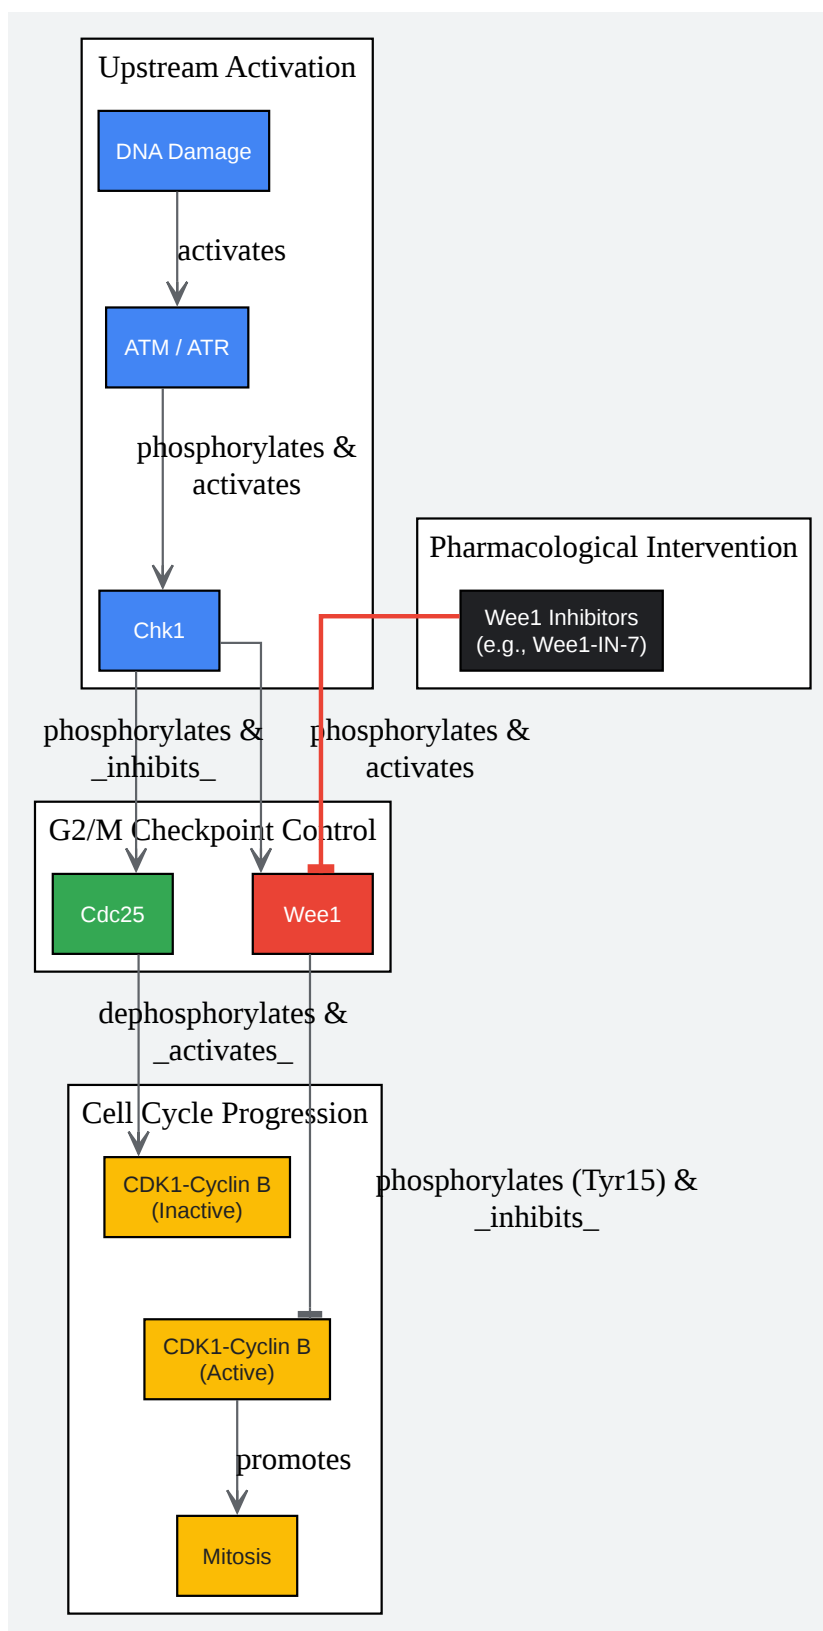 Upstream Activation
DNA Damage
activates
ATM / ATR
phosphorylates &
activates
Pharmacological Intervention
Chk1
Wee1 Inhibitors
(e.g., Wee1-IN-7)
phosphorylates &
_inhibits_
phosphorylates &
activates
G2/M Checkpoint Control
Cdc25
Wee1
dephosphorylates &
_activates_
Cell Cycle Progression
CDK1-Cyclin B
(Inactive)
phosphorylates (Tyr15) &
_inhibits_
CDK1-Cyclin B
(Active)
promotes
Mitosis